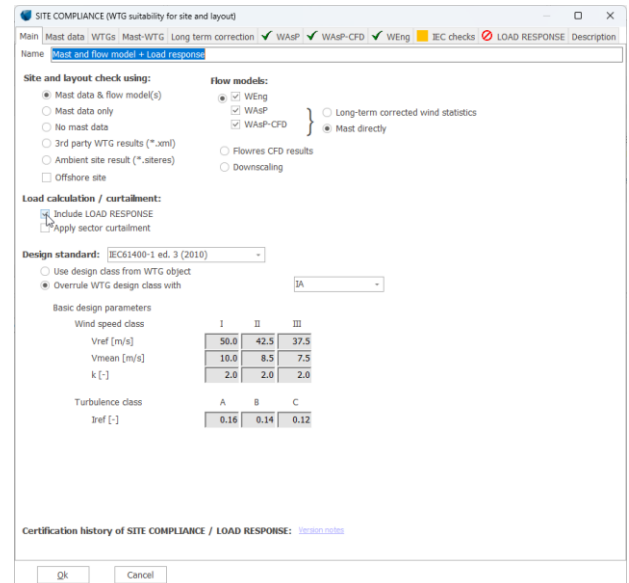 SITE COMPLIANCE (WTG suitability for site and layout)
Main Mast data WTGs Mast-WTG Long term correction WAsP WAsP-CFD WEng IEC checks LOAD RESPONSE Description
Name Mast and flow model + Load response
Site and layout check using:
Flow models:
Mast data & flow model(s)
WEng
Mast data only
WAsP
Long-term corrected wind statistics
No mast data
WAsP-CFD
Mast directly
3rd party WTG results (*.xml)
Flowres CFD results
Ambient site result (*.siteres)
Downscaling
Offshore site
Load calculation / curtailment:
Include LOAD RESPONSE
Apply sector curtailment
Design standard: IEC61400-1 ed. 3 (2010)
Use design class from WTG object
Overrule WTG design class with IA
Basic design parameters
Wind speed class I II III
Vref [m/s] 50.0 42.5 37.5
Vmean [m/s] 10.0 8.5 7.5
k [-] 2.0 2.0 2.0
Turbulence class A B C
Iref [-] 0.16 0.14 0.12
Certification history of SITE COMPLIANCE / LOAD RESPONSE: Version notes
Ok Cancel